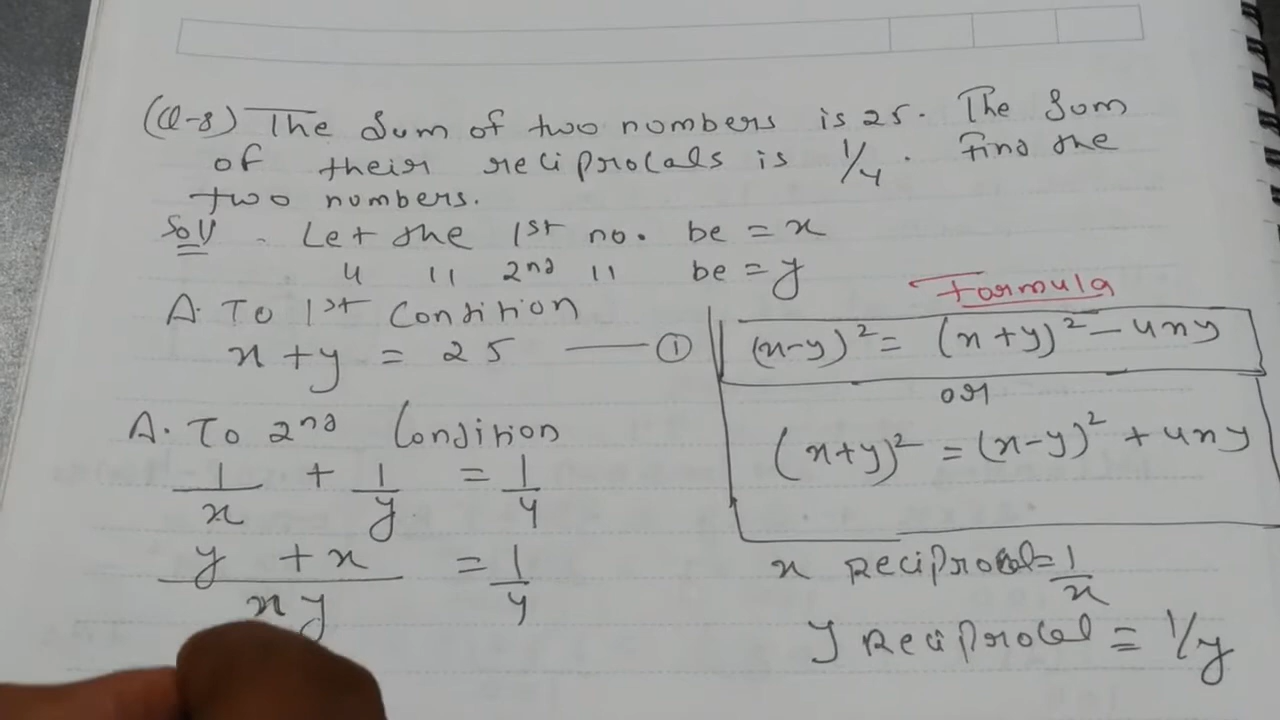 (Q-8) The Sum of two numbers is 25. The Sum
of their reciprocals is 1/4. Find the
two numbers.
Sol. Let the 1st no. be = x
" " 2nd " be = y
A. To 1st Condition
x + y = 25 —— ①
Formula
(x-y)² = (x+y)² - 4xy
or
(x+y)² = (x-y)² + 4xy
A. To 2nd Condition
1/x + 1/y = 1/4
y + x / xy = 1/4
x Reciprocal = 1/x
y Reciprocal = 1/y